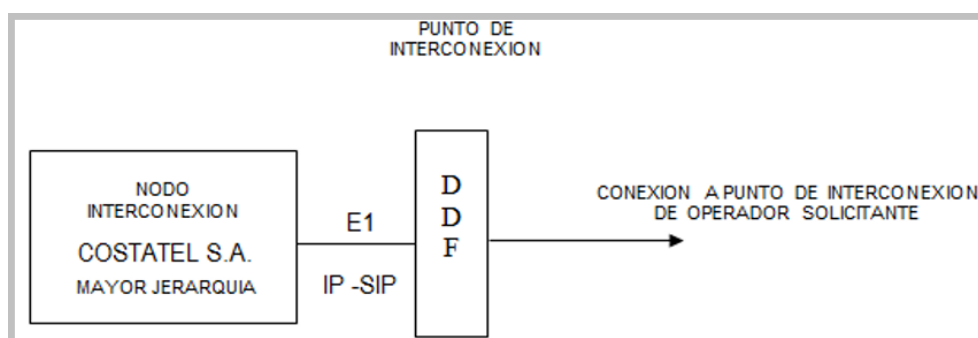 PUNTO DE
INTERCONEXION
NODO
INTERCONEXION
COSTATEL S.A.
MAYOR JERARQUIA
E1
IP -SIP
D
D
F
CONEXION A PUNTO DE INTERCONEXION
DE OPERADOR SOLICITANTE